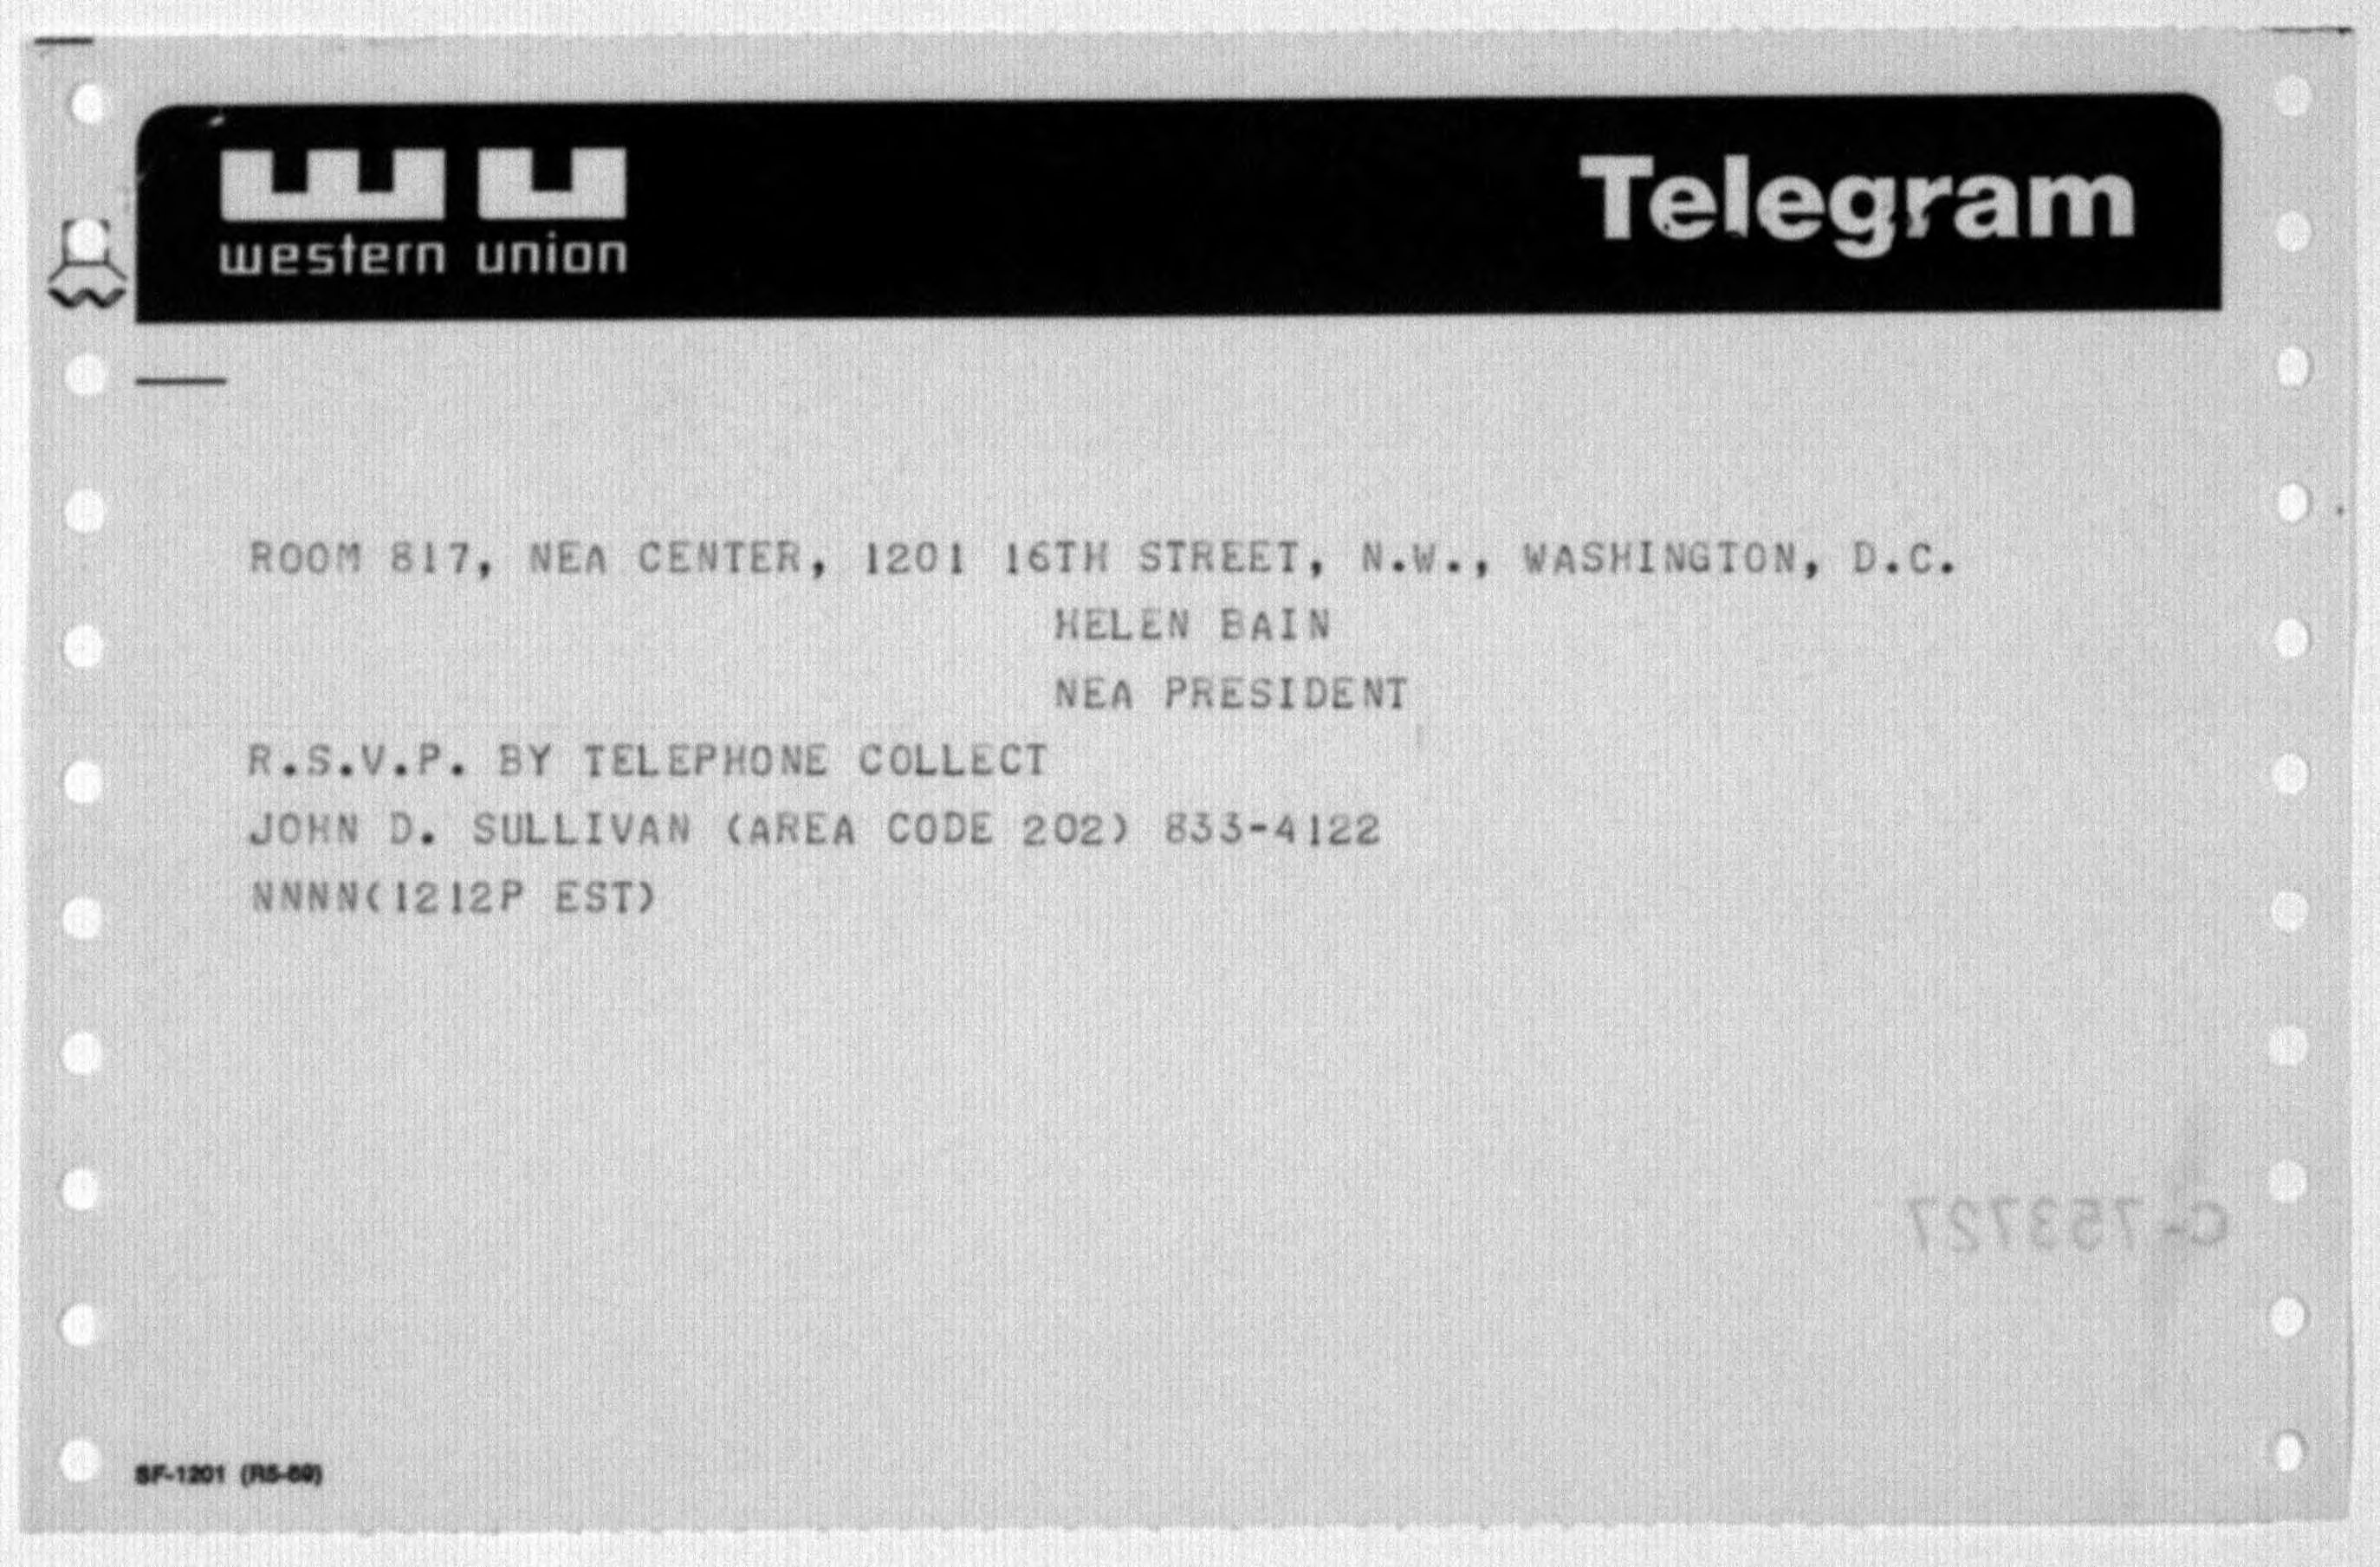 western union
Telegram
ROOM 817, NEA CENTER, 1201 16TH STREET, N.W., WASHINGTON, D.C.
HELEN BAIN
NEA PRESIDENT
R.S.V.P. BY TELEPHONE COLLECT
JOHN D. SULLIVAN (AREA CODE 202) 833-4122
NNNN(1212P EST)
C-753727
SF-1201 (R5-69)